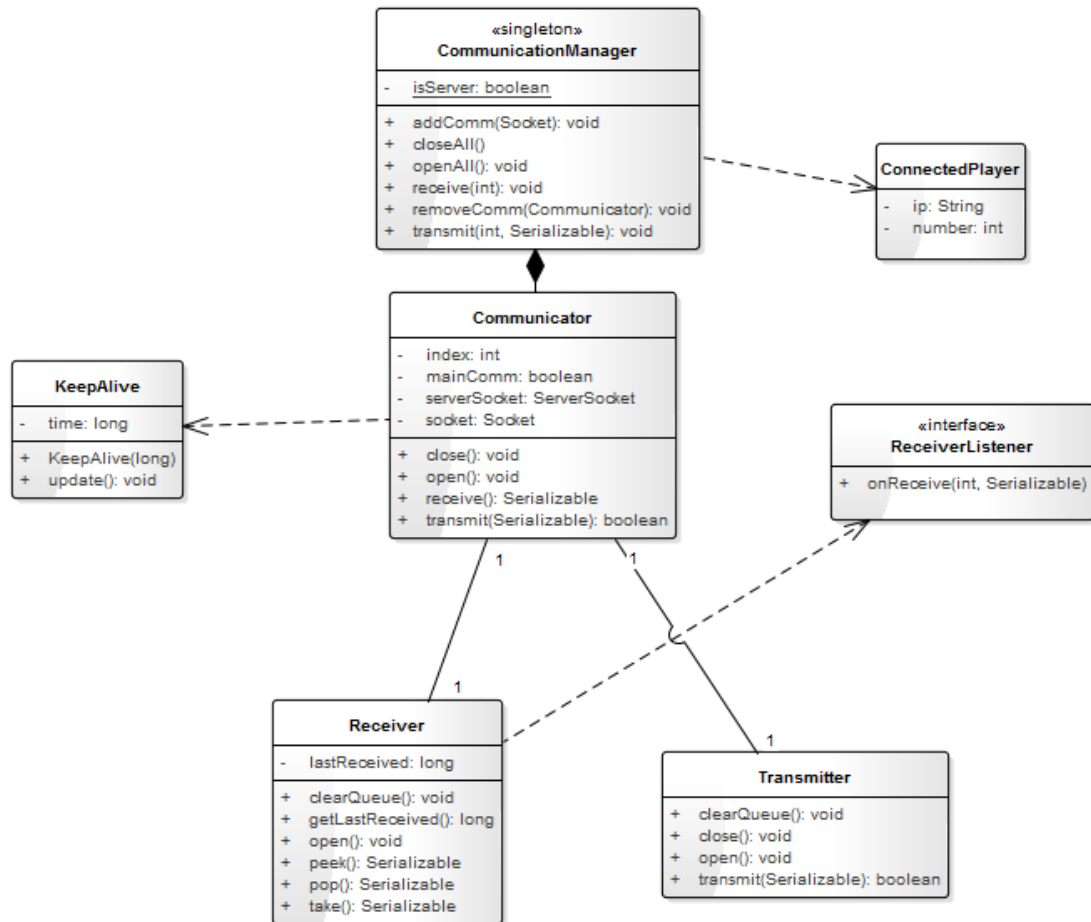 «singleton»
CommunicationManager
- isServer: boolean
+ addComm(Socket): void
+ closeAll()
+ openAll(): void
+ receive(int): void
+ removeComm(Communicator): void
+ transmit(int, Serializable): void
ConnectedPlayer
- ip: String
- number: int
Communicator
- index: int
- mainComm: boolean
- serverSocket: ServerSocket
- socket: Socket
+ close(): void
+ open(): void
+ receive(): Serializable
+ transmit(Serializable): boolean
KeepAlive
- time: long
+ KeepAlive(long)
+ update(): void
«interface»
ReceiverListener
+ onReceive(int, Serializable)
1
1
1
1
Receiver
- lastReceived: long
+ clearQueue(): void
+ getLastReceived(): long
+ open(): void
+ peek(): Serializable
+ pop(): Serializable
+ take(): Serializable
Transmitter
+ clearQueue(): void
+ close(): void
+ open(): void
+ transmit(Serializable): boolean